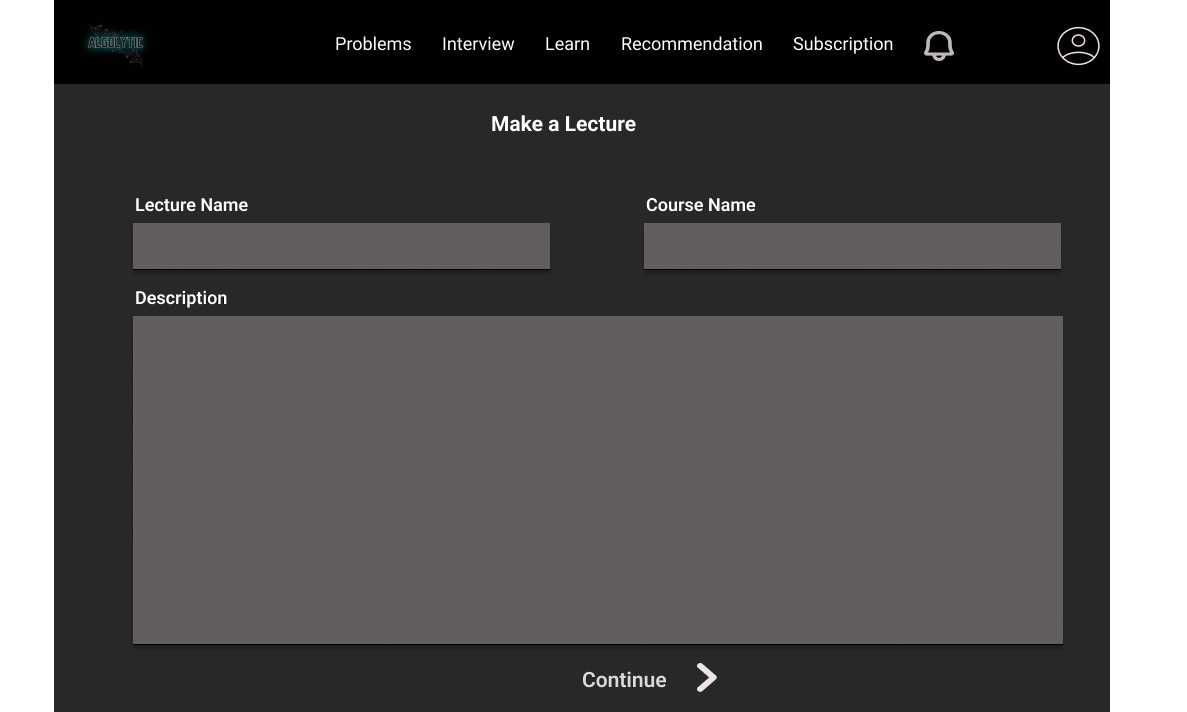 ALGOLYTIC
Problems Interview Learn Recommendation Subscription
Make a Lecture
Lecture Name Course Name
Description
Continue